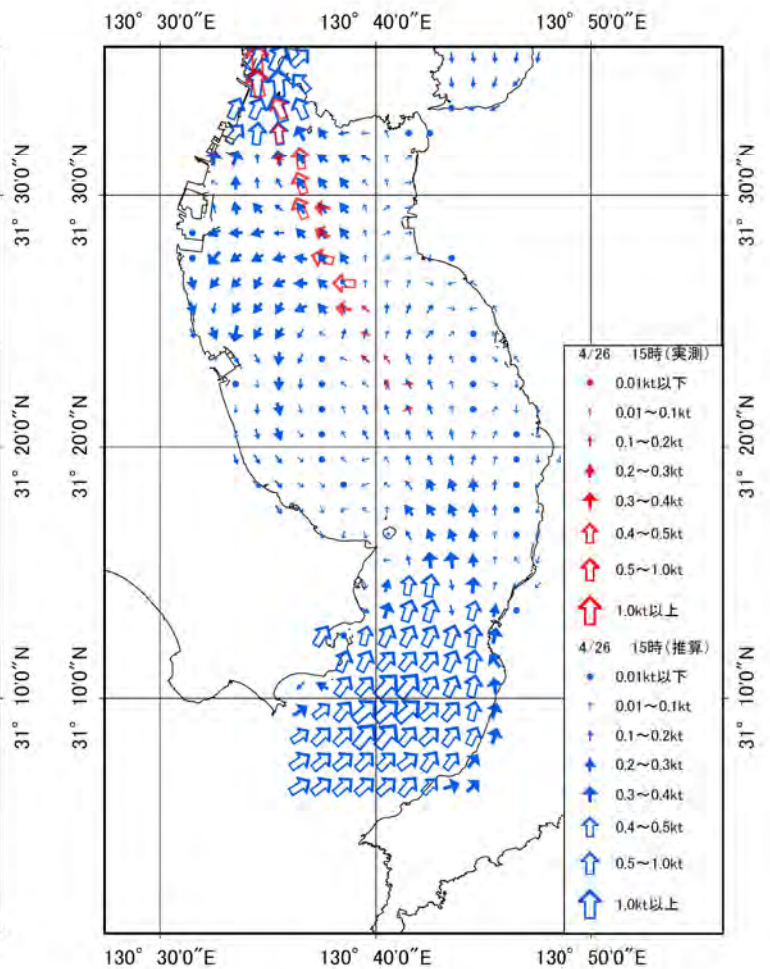 130° 30′0″E 130° 40′0″E 130° 50′0″E
31° 30′0″N
31° 20′0″N
31° 10′0″N
31° 30′0″N
31° 20′0″N
31° 10′0″N
4/26 15時(実測)
0.01kt以下
0.01～0.1kt
0.1～0.2kt
0.2～0.3kt
0.3～0.4kt
0.4～0.5kt
0.5～1.0kt
1.0kt以上
4/26 15時(推算)
0.01kt以下
0.01～0.1kt
0.1～0.2kt
0.2～0.3kt
0.3～0.4kt
0.4～0.5kt
0.5～1.0kt
1.0kt以上
130° 30′0″E 130° 40′0″E 130° 50′0″E